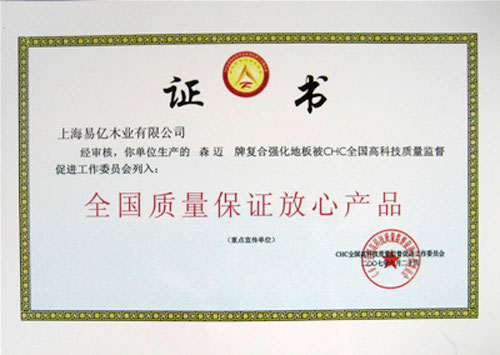 证 书
上海易亿木业有限公司
经审核，你单位生产的 森迈 牌复合强化地板被CHC全国高科技质量监督
促进工作委员会列入：
全国质量保证放心产品
（重点宣传单位）
CHC全国高科技质量监督促进工作委员会